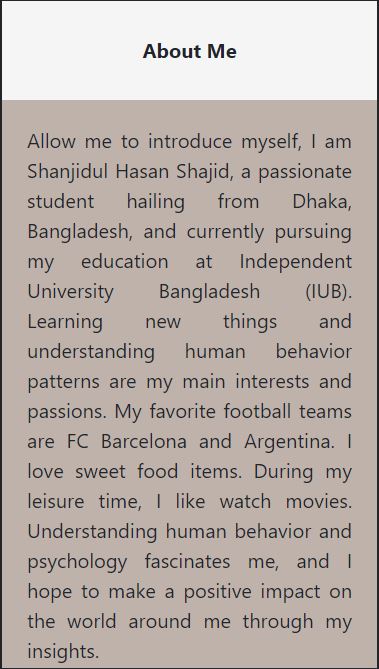 About Me
Allow me to introduce myself, I am
Shanjidul Hasan Shajid, a passionate
student hailing from Dhaka,
Bangladesh, and currently pursuing
my education at Independent
University Bangladesh (IUB).
Learning new things and
understanding human behavior
patterns are my main interests and
passions. My favorite football teams
are FC Barcelona and Argentina. I
love sweet food items. During my
leisure time, I like watch movies.
Understanding human behavior and
psychology fascinates me, and I
hope to make a positive impact on
the world around me through my
insights.